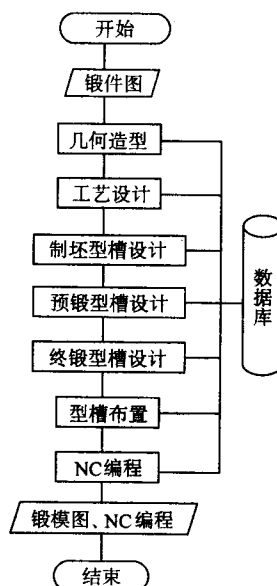 开始
锻件图
几何造型
工艺设计
制坯型槽设计
预锻型槽设计
终锻型槽设计
型槽布置
NC编程
锻模图、NC编程
结束
数据库